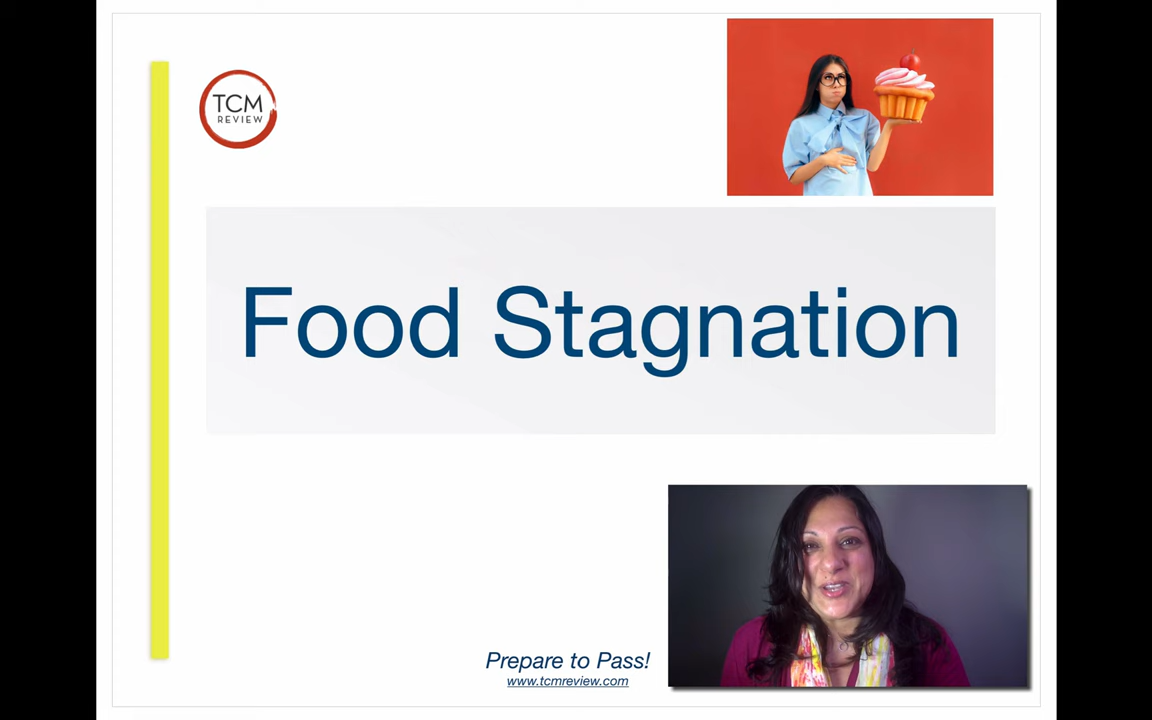 TCM
REVIEW
Food Stagnation
Prepare to Pass!
www.tcmreview.com